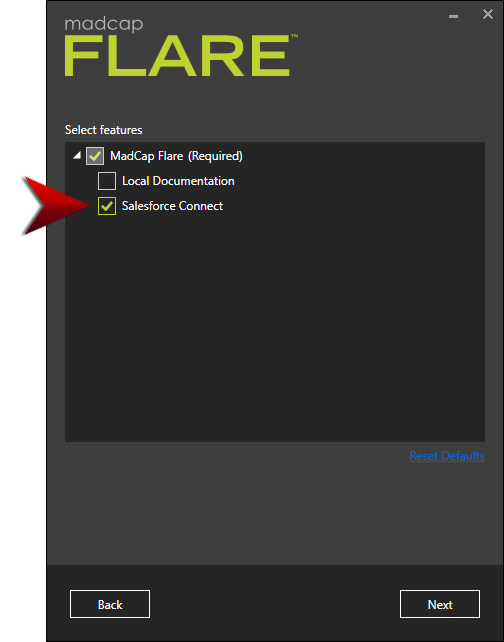 madcap
FLARE™
Select features
MadCap Flare (Required)
Local Documentation
Salesforce Connect
Reset Defaults
Back
Next